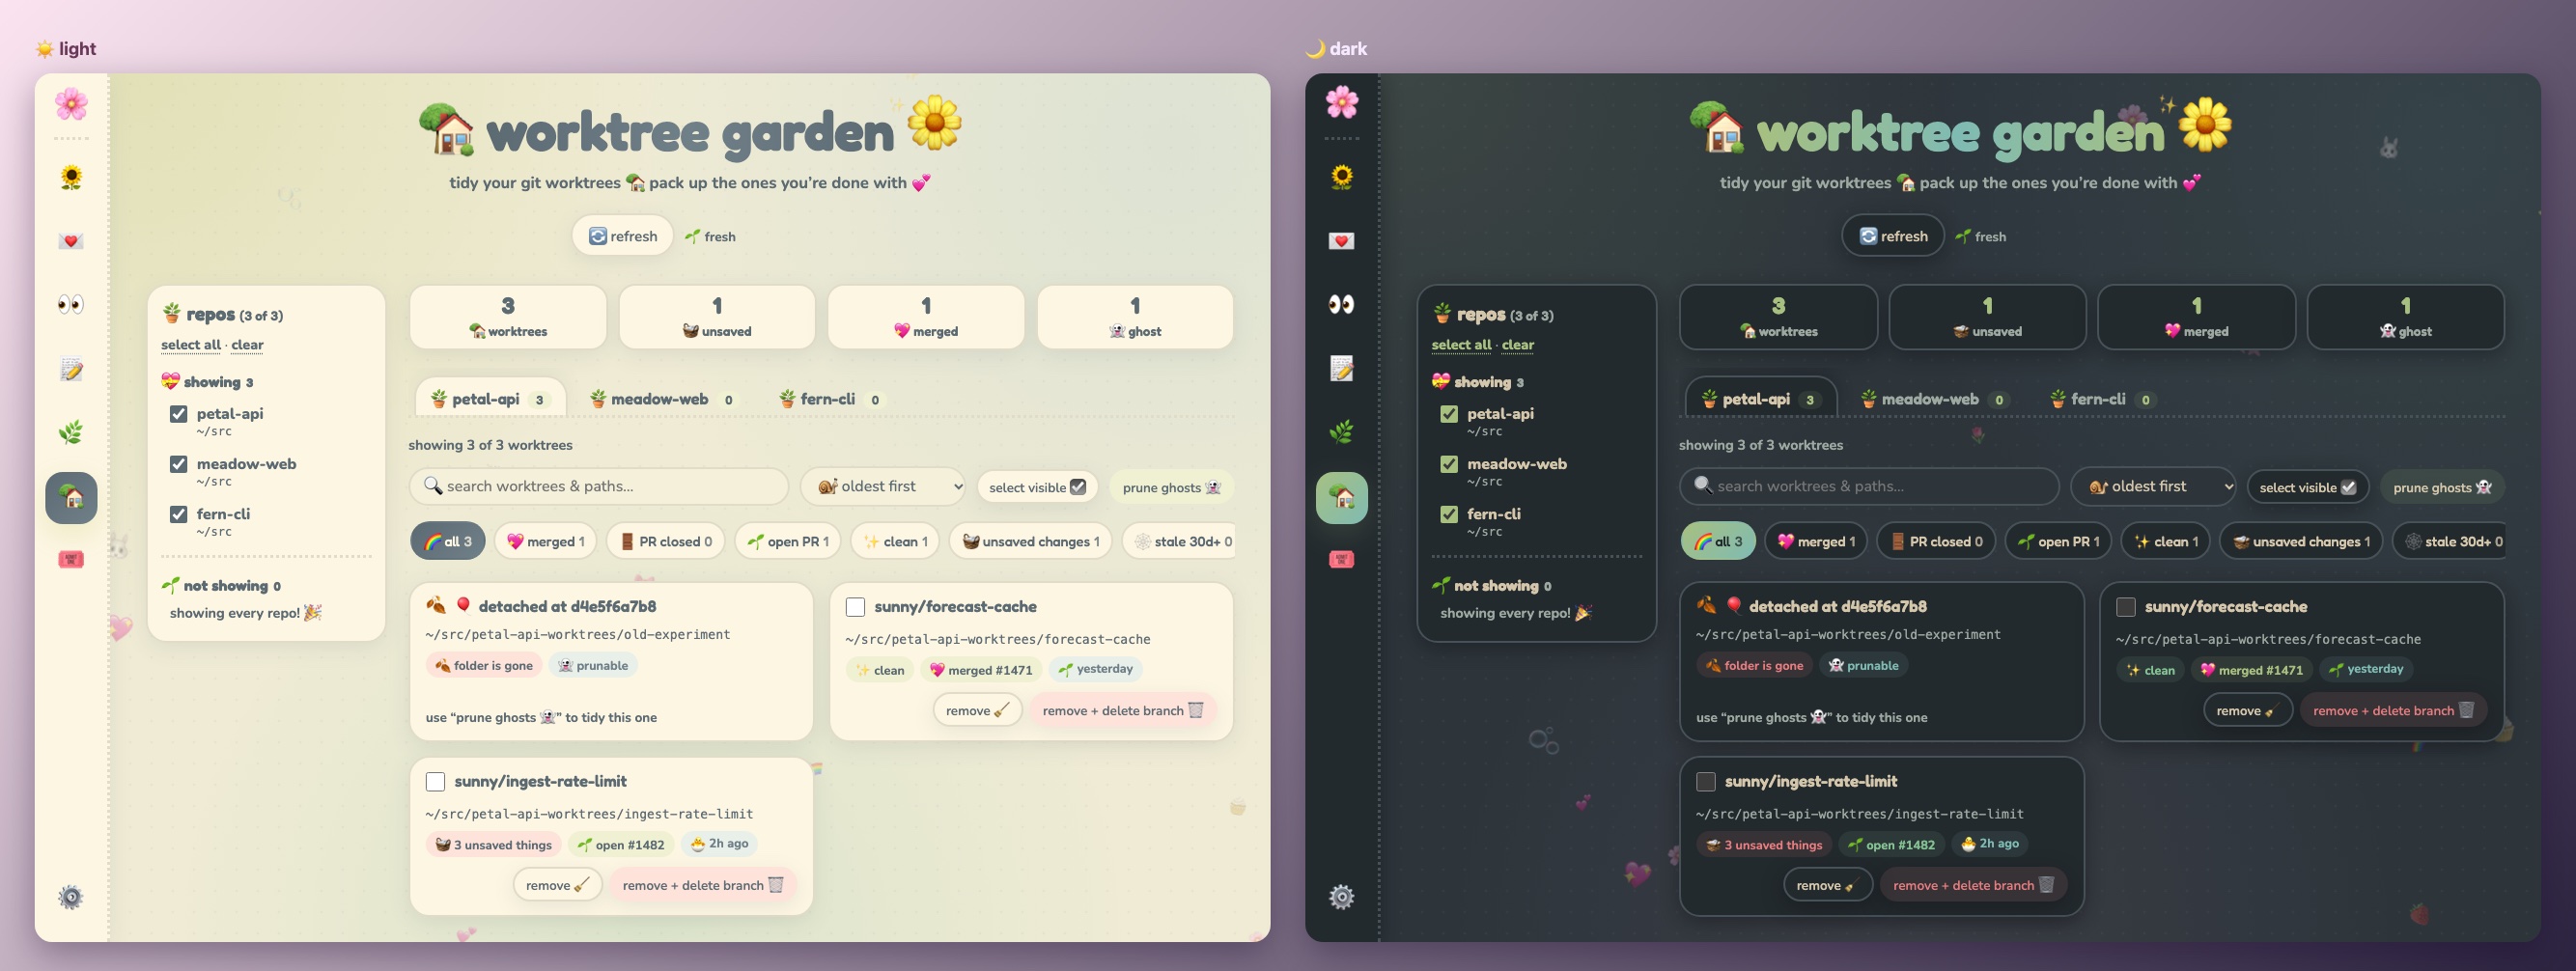 light
worktree garden
tidy your git worktrees pack up the ones you're done with
refresh fresh
repos (3 of 3)
select all · clear
showing 3
petal-api
~/src
meadow-web
~/src
fern-cli
~/src
not showing 0
showing every repo!
3
worktrees
1
unsaved
1
merged
1
ghost
petal-api 3 meadow-web 0 fern-cli 0
showing 3 of 3 worktrees
search worktrees & paths... oldest first select visible prune ghosts
all 3 merged 1 PR closed 0 open PR 1 clean 1 unsaved changes 1 stale 30d+ 0
detached at d4e5f6a7b8
~/src/petal-api-worktrees/old-experiment
folder is gone prunable
use “prune ghosts ” to tidy this one
sunny/forecast-cache
~/src/petal-api-worktrees/forecast-cache
clean merged #1471 yesterday
remove remove + delete branch
sunny/ingest-rate-limit
~/src/petal-api-worktrees/ingest-rate-limit
3 unsaved things open #1482 2h ago
remove remove + delete branch
dark
worktree garden
tidy your git worktrees pack up the ones you're done with
refresh fresh
repos (3 of 3)
select all · clear
showing 3
petal-api
~/src
meadow-web
~/src
fern-cli
~/src
not showing 0
showing every repo!
3
worktrees
1
unsaved
1
merged
1
ghost
petal-api 3 meadow-web 0 fern-cli 0
showing 3 of 3 worktrees
search worktrees & paths... oldest first select visible prune ghosts
all 3 merged 1 PR closed 0 open PR 1 clean 1 unsaved changes 1 stale 30d+ 0
detached at d4e5f6a7b8
~/src/petal-api-worktrees/old-experiment
folder is gone prunable
use “prune ghosts ” to tidy this one
sunny/forecast-cache
~/src/petal-api-worktrees/forecast-cache
clean merged #1471 yesterday
remove remove + delete branch
sunny/ingest-rate-limit
~/src/petal-api-worktrees/ingest-rate-limit
3 unsaved things open #1482 2h ago
remove remove + delete branch